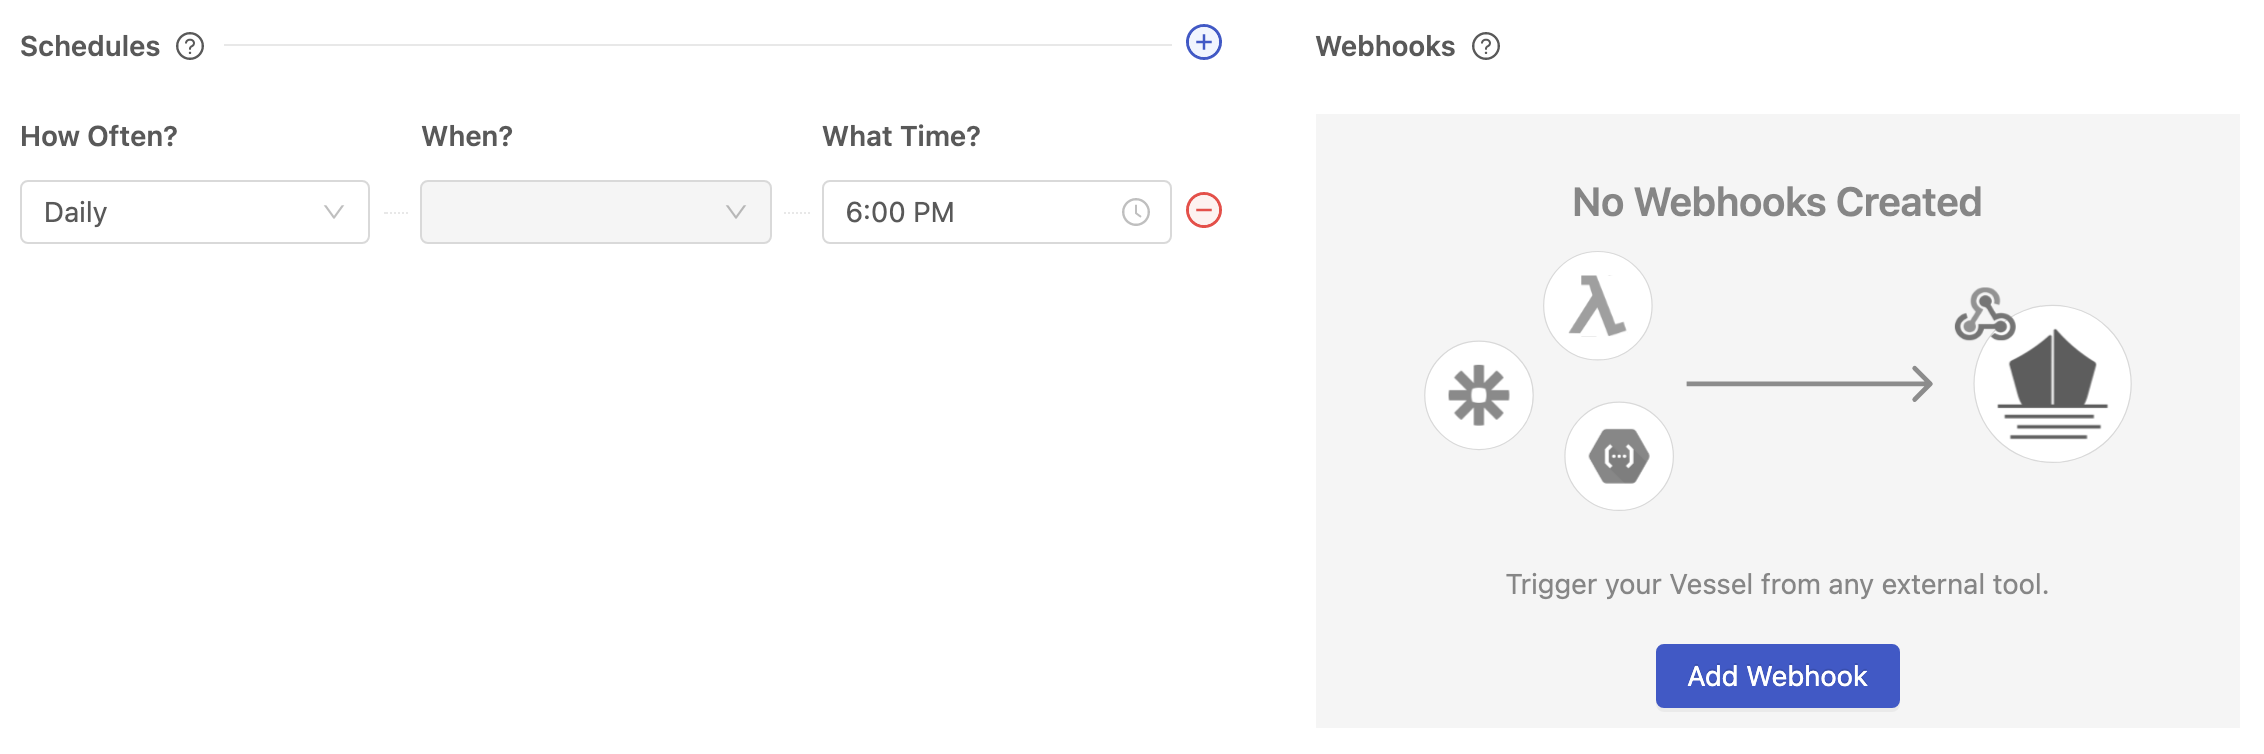 Schedules
How Often? When? What Time?
Daily 6:00 PM
Webhooks
No Webhooks Created
Trigger your Vessel from any external tool.
Add Webhook